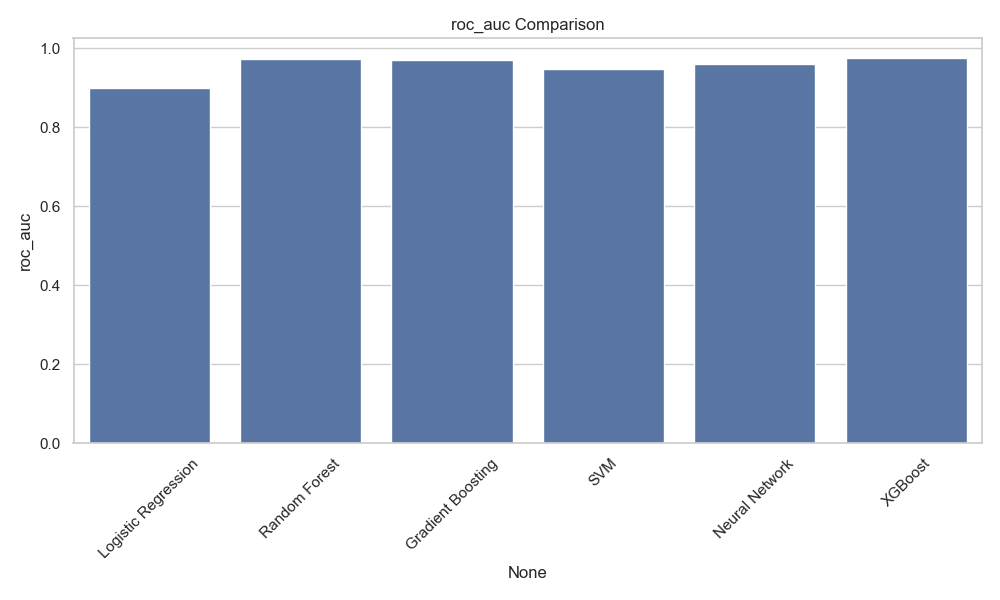 roc_auc Comparison
1.0
0.8
0.6
0.4
0.2
0.0
roc_auc
Logistic Regression
Random Forest
Gradient Boosting
SVM
Neural Network
XGBoost
None